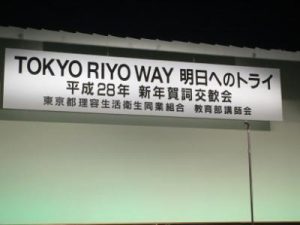 TOKYO RIYO WAY 明日へのトライ
平成28年 新年賀詞交歓会
東京都理容生活衛生同業組合 教育部講師会